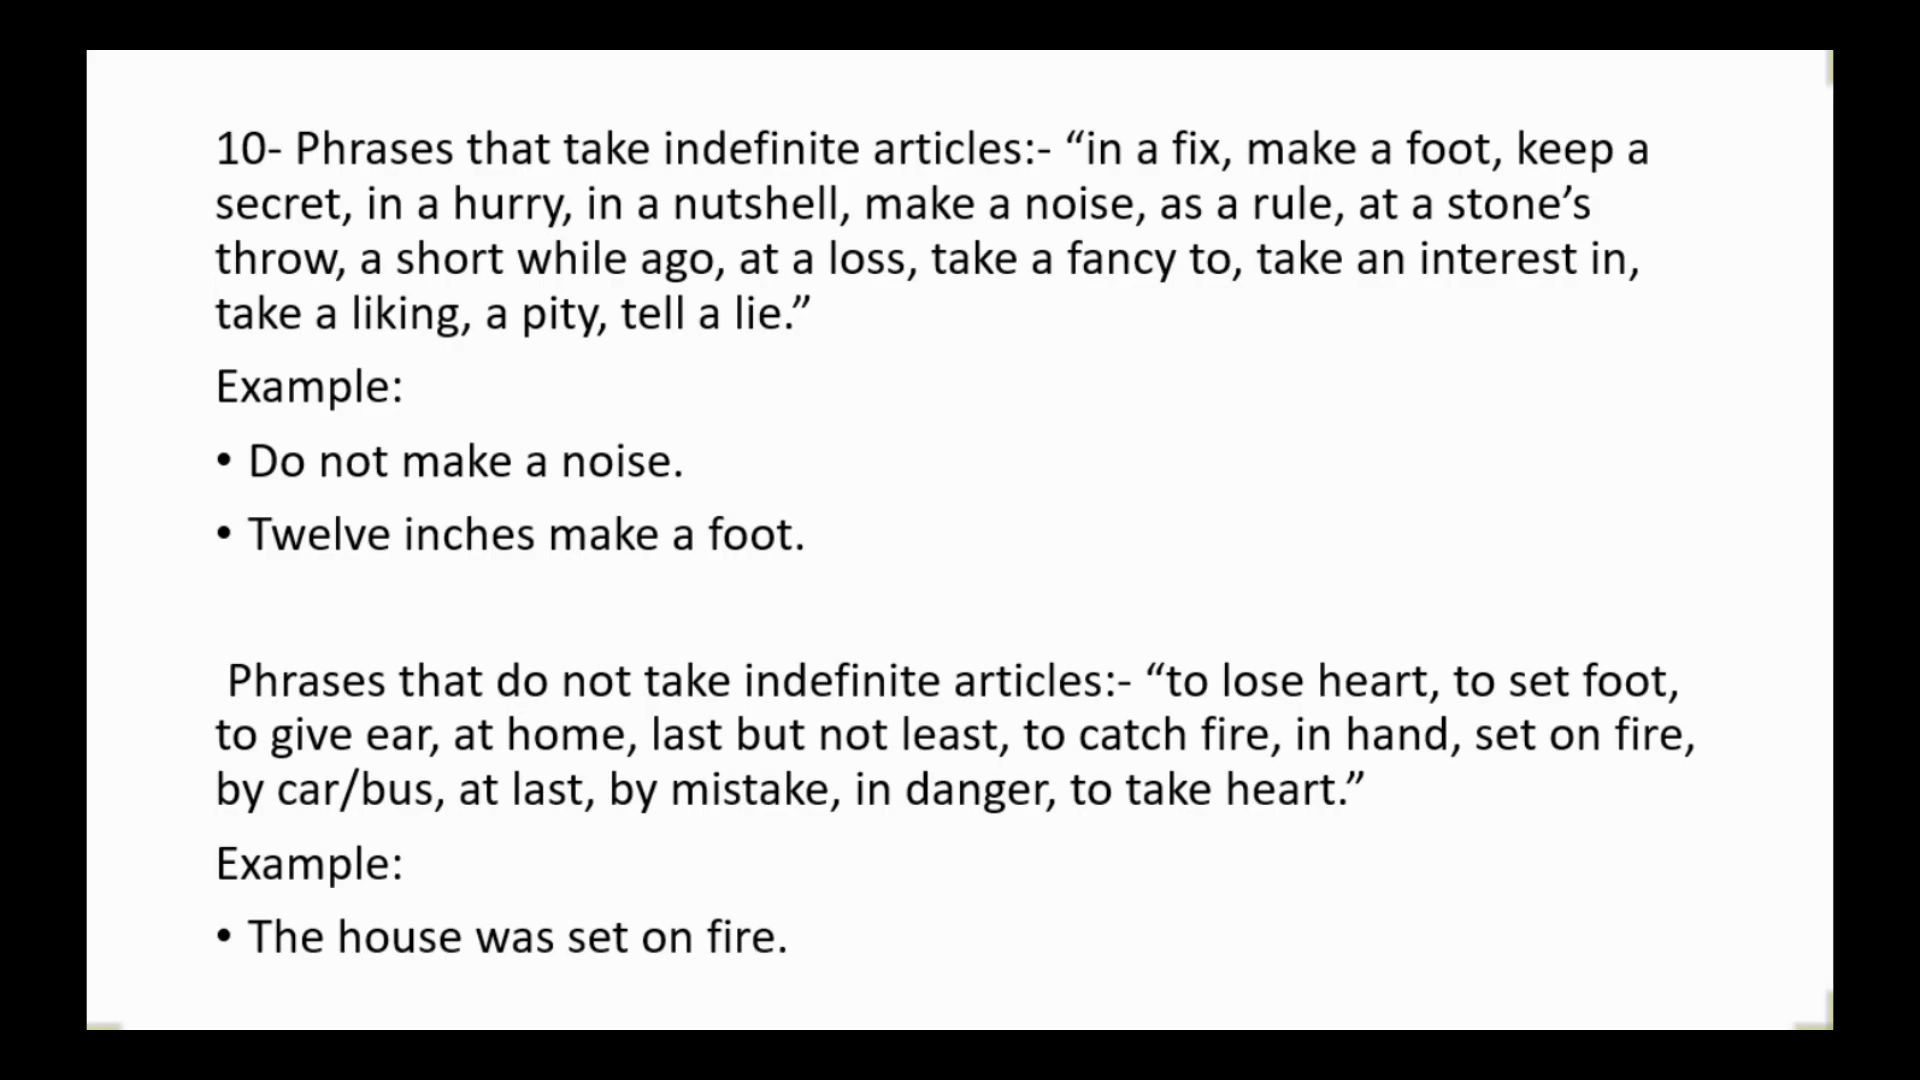 10- Phrases that take indefinite articles:- “in a fix, make a foot, keep a
secret, in a hurry, in a nutshell, make a noise, as a rule, at a stone’s
throw, a short while ago, at a loss, take a fancy to, take an interest in,
take a liking, a pity, tell a lie.”
Example:
• Do not make a noise.
• Twelve inches make a foot.
Phrases that do not take indefinite articles:- “to lose heart, to set foot,
to give ear, at home, last but not least, to catch fire, in hand, set on fire,
by car/bus, at last, by mistake, in danger, to take heart.”
Example:
• The house was set on fire.